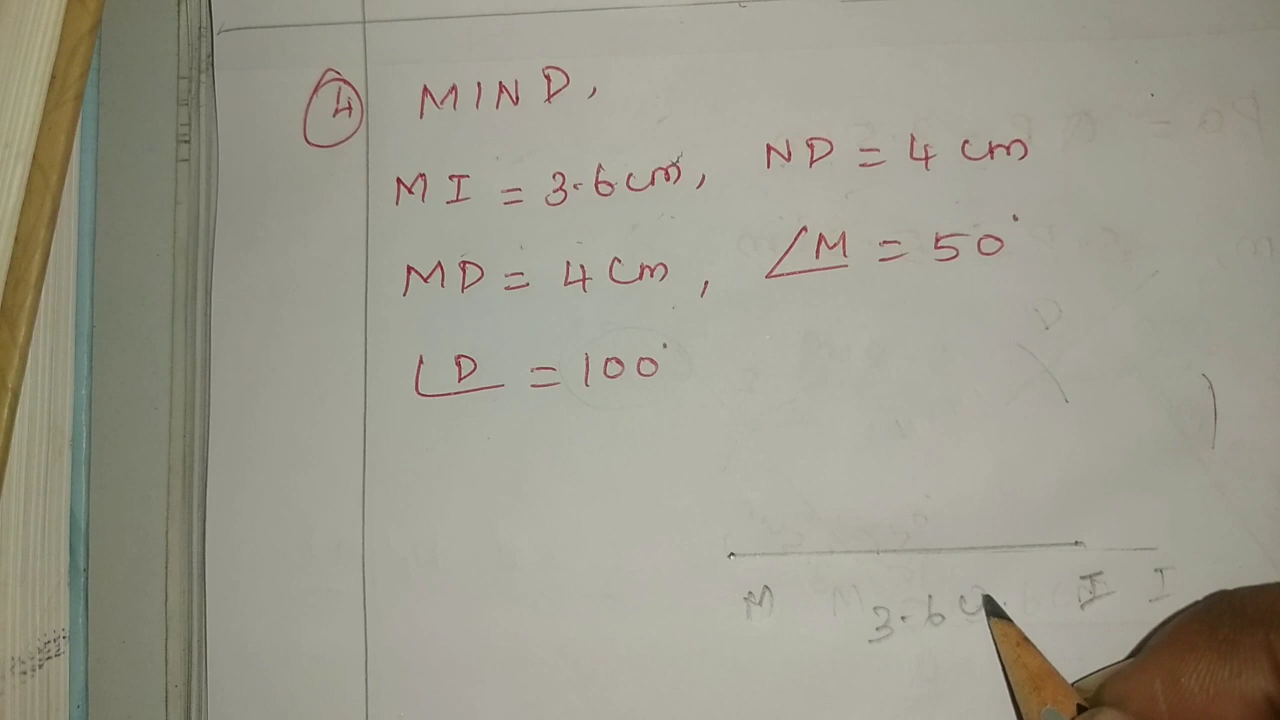 4 MIND,
MI = 3.6cm, ND = 4 cm
MD = 4 cm, ∠M = 50°
∠D = 100°
M 3.6 c I I